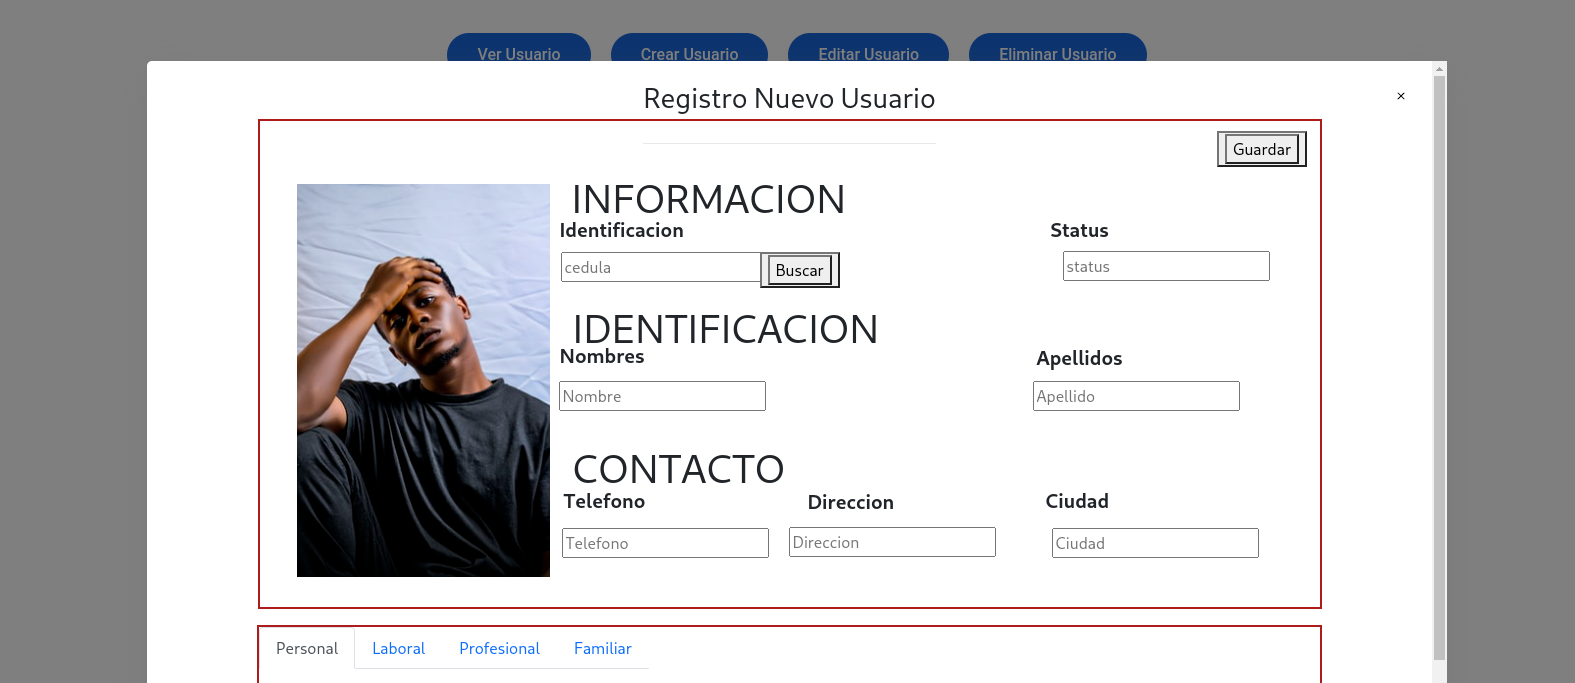 Ver Usuario Crear Usuario Editar Usuario Eliminar Usuario
Registro Nuevo Usuario ×
Guardar
INFORMACION
Identificacion Status
cedula Buscar status
IDENTIFICACION
Nombres Apellidos
Nombre Apellido
CONTACTO
Telefono Direccion Ciudad
Telefono Direccion Ciudad
Personal Laboral Profesional Familiar